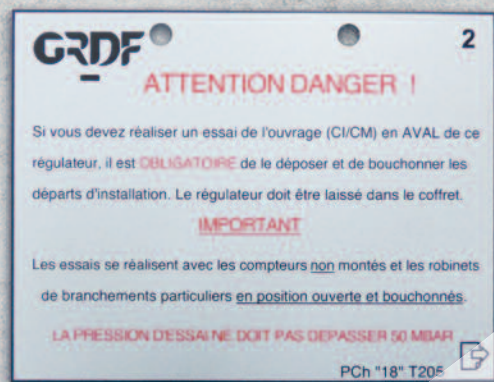 GRDF
2
ATTENTION DANGER !
Si vous devez réaliser un essai de l'ouvrage (CI/CM) en AVAL de ce
régulateur, il est OBLIGATOIRE de le déposer et de bouchonner les
départs d'installation. Le régulateur doit être laissé dans le coffret.
IMPORTANT
Les essais se réalisent avec les compteurs non montés et les robinets
de branchements particuliers en position ouverte et bouchonnés.
LA PRESSION D'ESSAI NE DOIT PAS DEPASSER 50 MBAR
PCh "18" T205